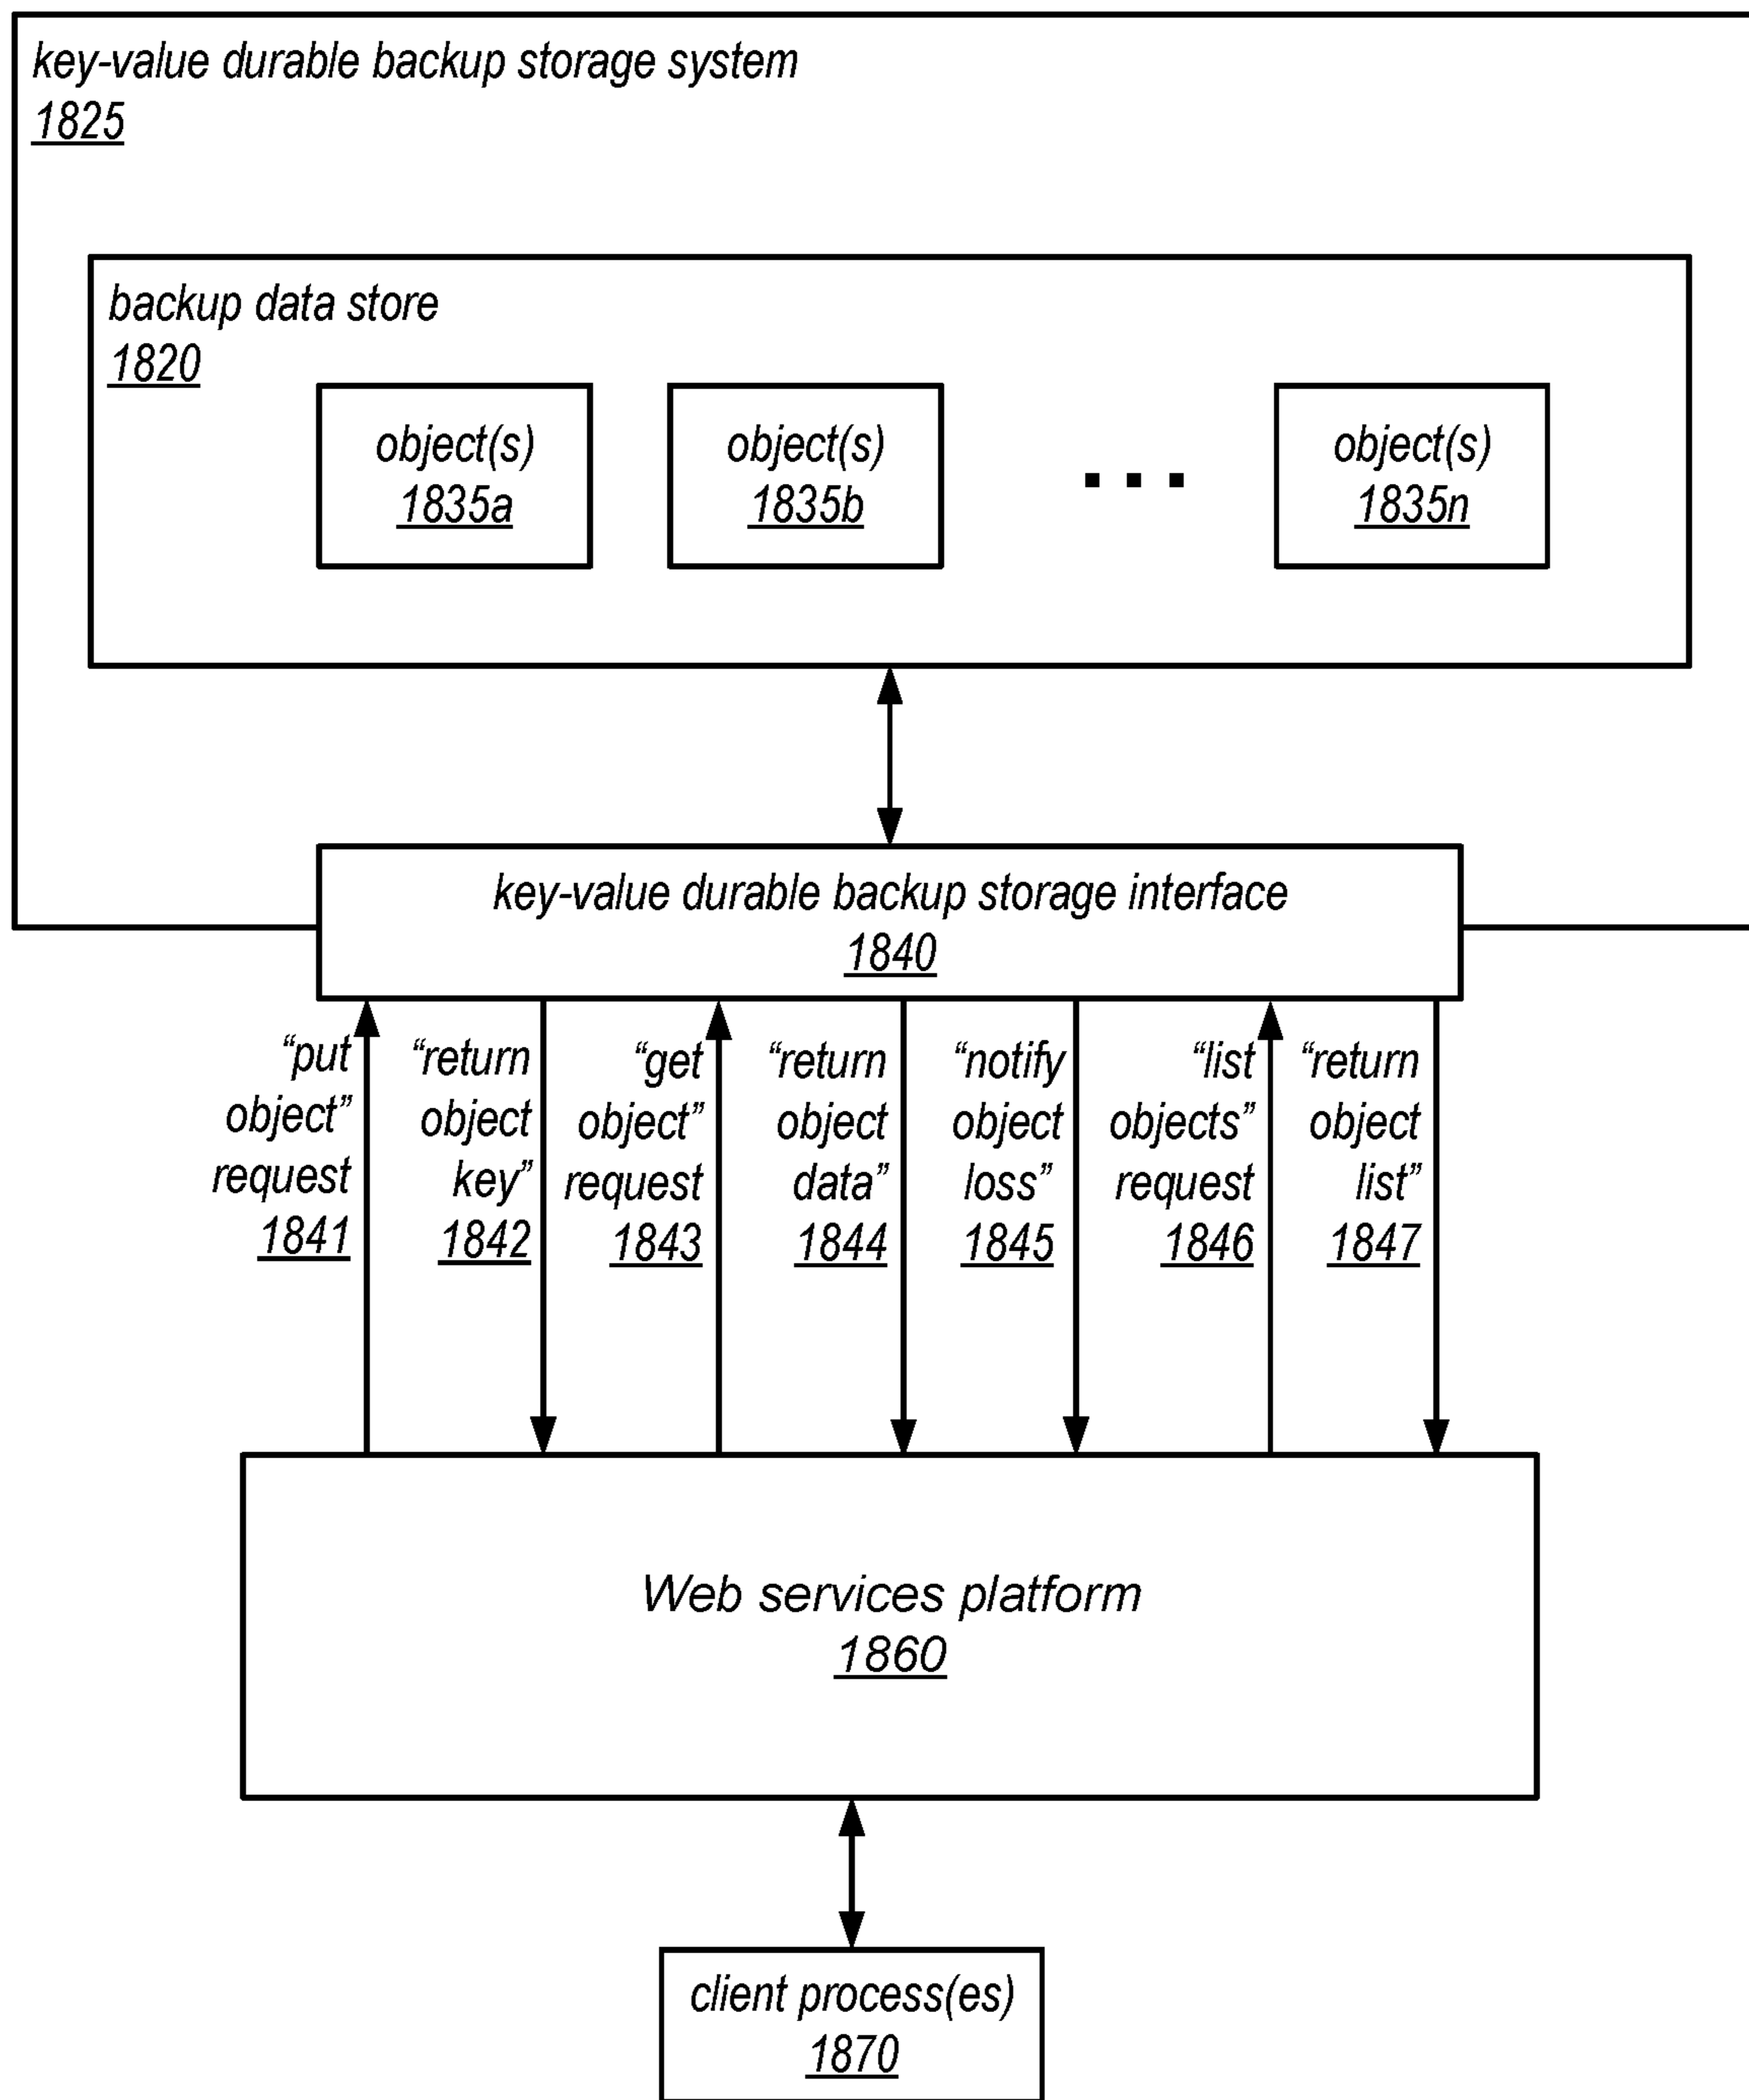 key-value durable backup storage system
1825
backup data store
1820
object(s)
1835a
object(s)
1835b
object(s)
1835n
key-value durable backup storage interface
1840
“put
object”
request
1841
“return
object
key”
1842
“get
object”
request
1843
“return
object
data”
1844
“notify
object
loss”
1845
“list
objects”
request
1846
“return
object
list”
1847
Web services platform
1860
client process(es)
1870